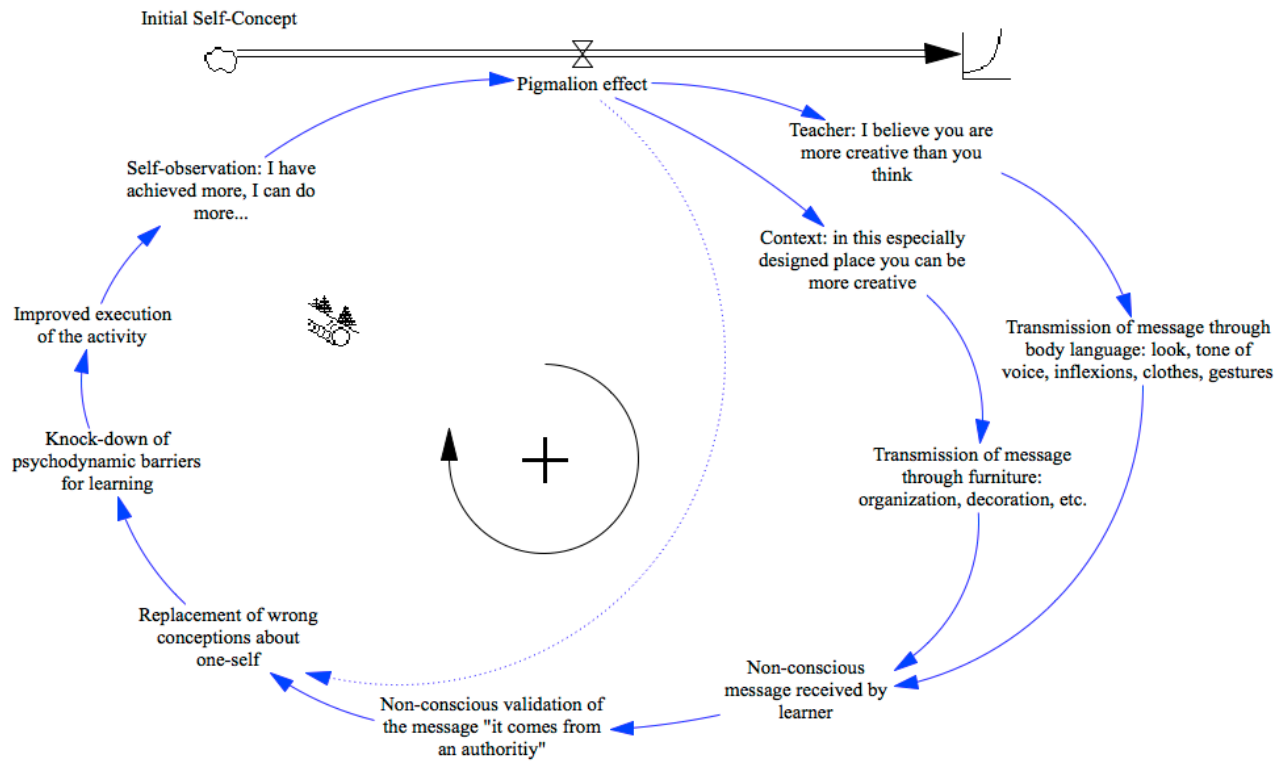 Initial Self-Concept
Pigmalion effect
Teacher: I believe you are
more creative than you
think
Context: in this especially
designed place you can be
more creative
Transmission of message through
body language: look, tone of
voice, inflexions, clothes, gestures
Transmission of message
through furniture:
organization, decoration, etc.
Non-conscious
message received by
learner
Non-conscious validation of
the message "it comes from
an authoritiy"
Replacement of wrong
conceptions about
one-self
Knock-down of
psychodynamic barriers
for learning
Improved execution
of the activity
Self-observation: I have
achieved more, I can do
more...